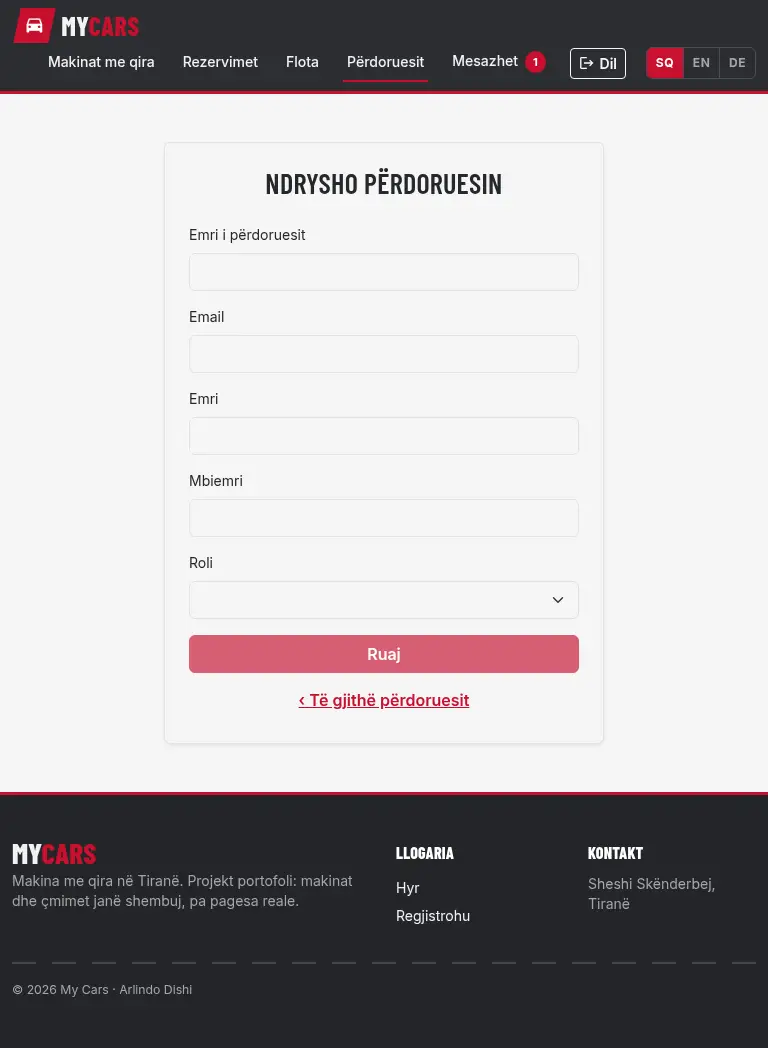 MYCARS
Makinat me qira
Rezervimet
Flota
Përdoruesit
Mesazhet 1
Dil
SQ EN DE
NDRYSHO PËRDORUESIN
Emri i përdoruesit
Email
Emri
Mbiemri
Roli
Ruaj
‹ Të gjithë përdoruesit
MYCARS
Makina me qira në Tiranë. Projekt portofoli: makinat
dhe çmimet janë shembuj, pa pagesa reale.
LLOGARIA
Hyr
Regjistrohu
KONTAKT
Sheshi Skënderbej,
Tiranë
© 2026 My Cars · Arlindo Dishi